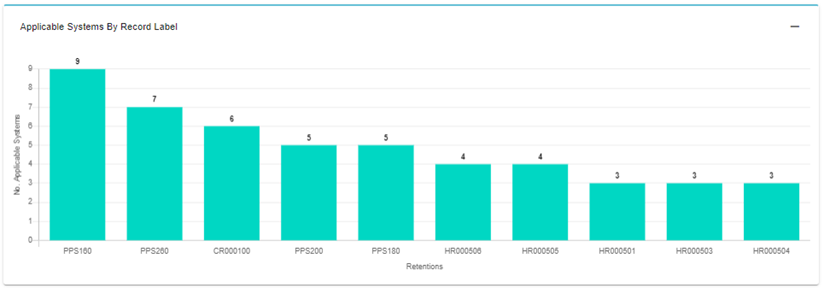 Applicable Systems By Record Label
9 7 6 5 5 4 4 3 3 3
No. Applicable Systems
9
8
7
6
5
4
3
2
1
0
PPS160 PPS260 CR000100 PPS200 PPS180 HR000506 HR000505 HR000501 HR000503 HR000504
Retentions